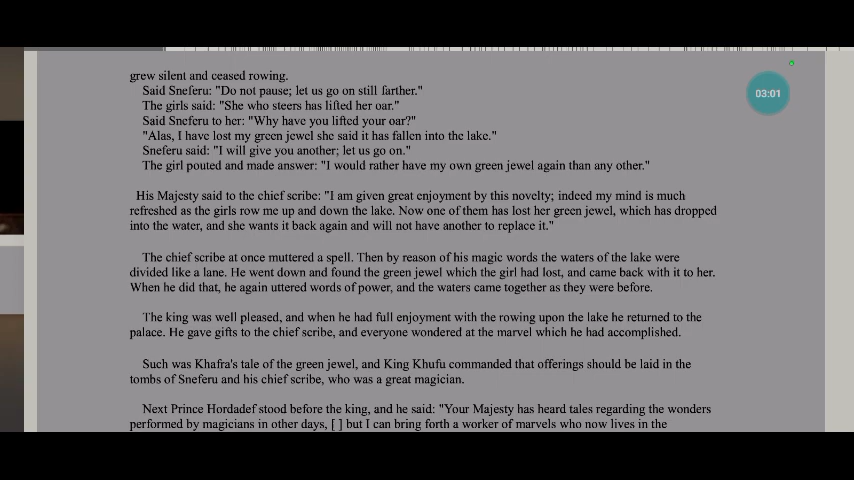 grew silent and ceased rowing.
Said Sneferu: "Do not pause; let us go on still farther."
The girls said: "She who steers has lifted her oar."
Said Sneferu to her: "Why have you lifted your oar?"
"Alas, I have lost my green jewel she said it has fallen into the lake."
Sneferu said: "I will give you another; let us go on."
The girl pouted and made answer: "I would rather have my own green jewel again than any other."
His Majesty said to the chief scribe: "I am given great enjoyment by this novelty; indeed my mind is much
refreshed as the girls row me up and down the lake. Now one of them has lost her green jewel, which has dropped
into the water, and she wants it back again and will not have another to replace it."
The chief scribe at once muttered a spell. Then by reason of his magic words the waters of the lake were
divided like a lane. He went down and found the green jewel which the girl had lost, and came back with it to her.
When he did that, he again uttered words of power, and the waters came together as they were before.
The king was well pleased, and when he had full enjoyment with the rowing upon the lake he returned to the
palace. He gave gifts to the chief scribe, and everyone wondered at the marvel which he had accomplished.
Such was Khafra's tale of the green jewel, and King Khufu commanded that offerings should be laid in the
tombs of Sneferu and his chief scribe, who was a great magician.
Next Prince Hordadef stood before the king, and he said: "Your Majesty has heard tales regarding the wonders
performed by magicians in other days, [ ] but I can bring forth a worker of marvels who now lives in the
03:01